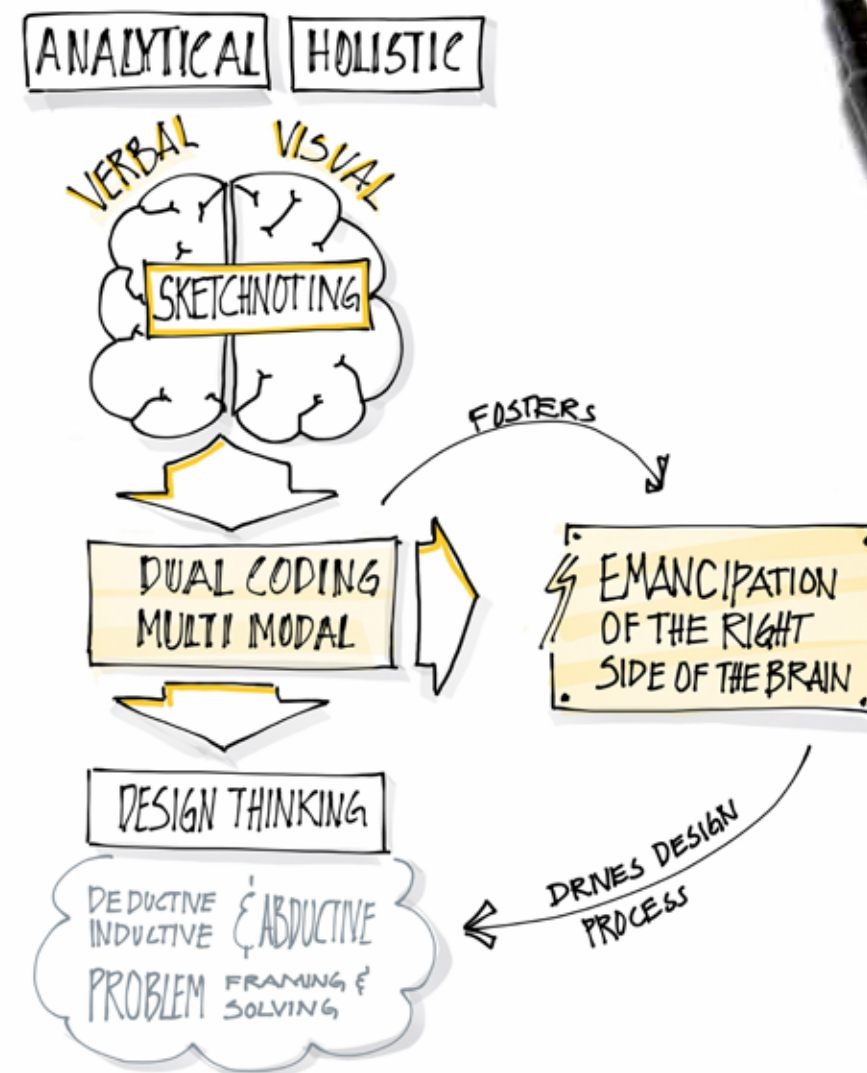 ANALYTICAL HOLISTIC
VERBAL VISUAL
SKETCHNOTING
FOSTERS
DUAL CODING
MULTI MODAL
EMANCIPATION
OF THE RIGHT
SIDE OF THE BRAIN
DESIGN THINKING
DRIVES DESIGN
PROCESS
DEDUCTIVE
INDUCTIVE & ABDUCTIVE
PROBLEM FRAMING &
SOLVING